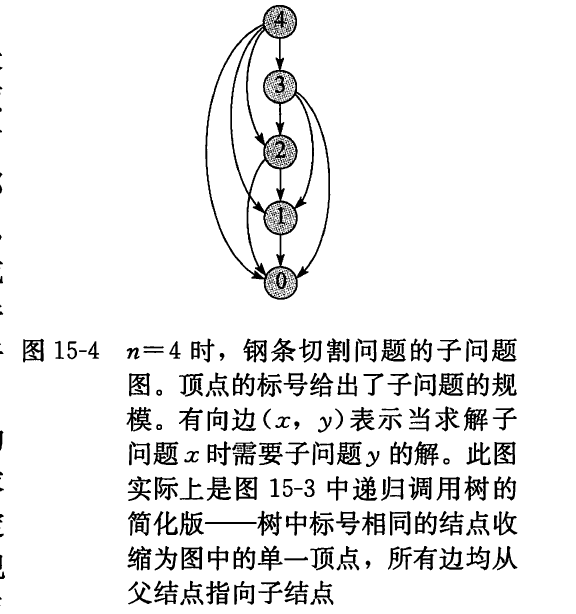 4
3
2
1
0
图 15-4 n=4 时，钢条切割问题的子问题
图。顶点的标号给出了子问题的规
模。有向边(x，y)表示当求解子
问题 x 时需要子问题 y 的解。此图
实际上是图 15-3 中递归调用树的
简化版——树中标号相同的结点收
缩为图中的单一顶点，所有边均从
父结点指向子结点